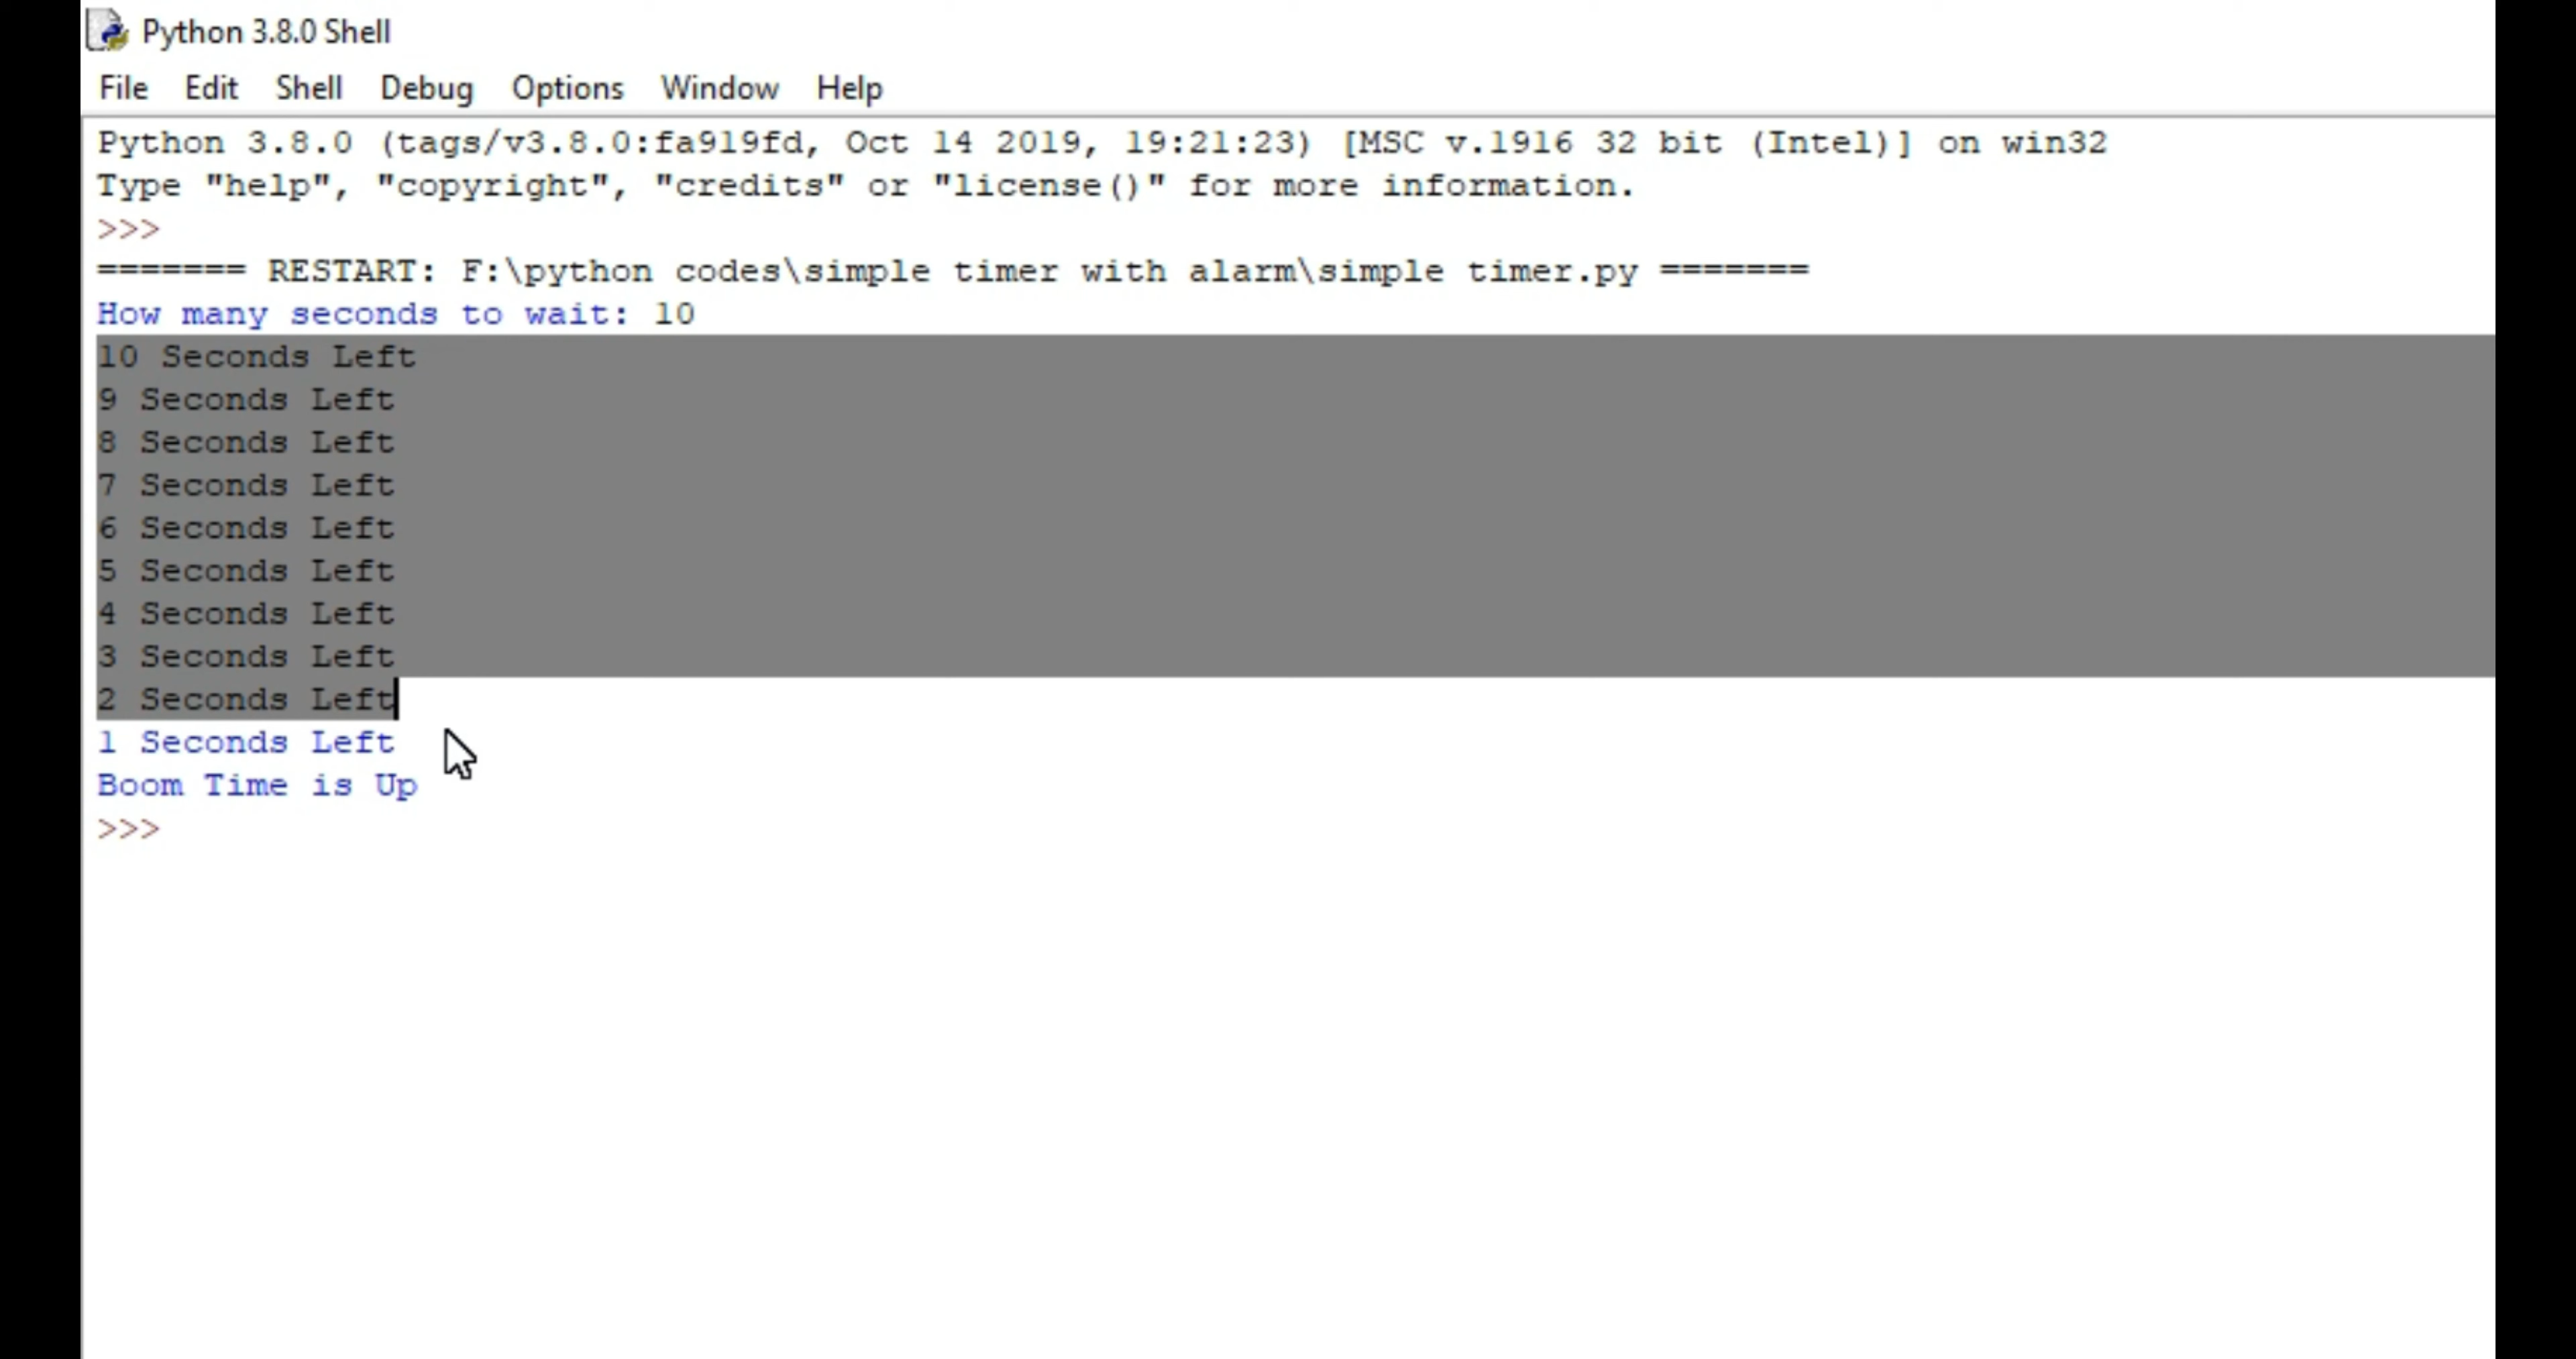 Python 3.8.0 Shell
File Edit Shell Debug Options Window Help
Python 3.8.0 (tags/v3.8.0:fa919fd, Oct 14 2019, 19:21:23) [MSC v.1916 32 bit (Intel)] on win32
Type "help", "copyright", "credits" or "license()" for more information.
>>>
======= RESTART: F:\python codes\simple timer with alarm\simple timer.py =======
How many seconds to wait: 10
10 Seconds Left
9 Seconds Left
8 Seconds Left
7 Seconds Left
6 Seconds Left
5 Seconds Left
4 Seconds Left
3 Seconds Left
2 Seconds Left
1 Seconds Left
Boom Time is Up
>>>